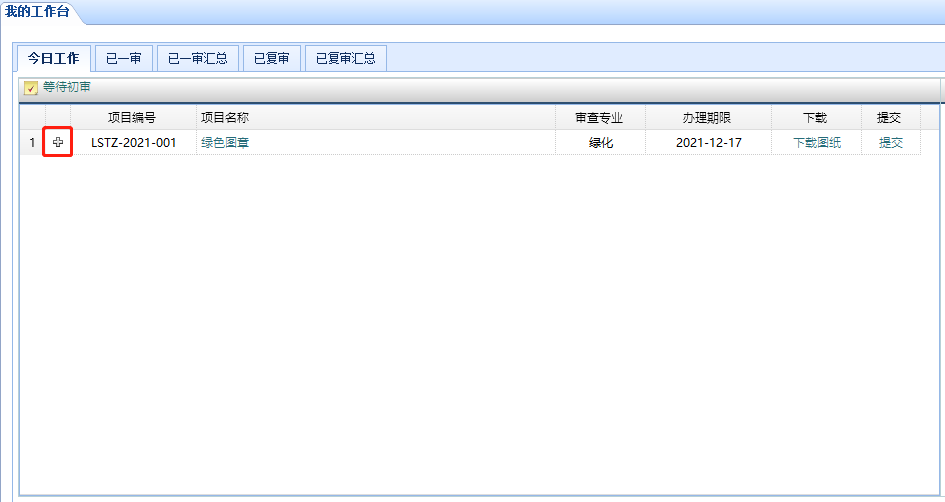 我的工作台
今日工作 已一审 已一审汇总 已复审 已复审汇总
等待初审
项目编号 项目名称 审查专业 办理期限 下载 提交
1 LSTZ-2021-001 绿色图章 绿化 2021-12-17 下载图纸 提交